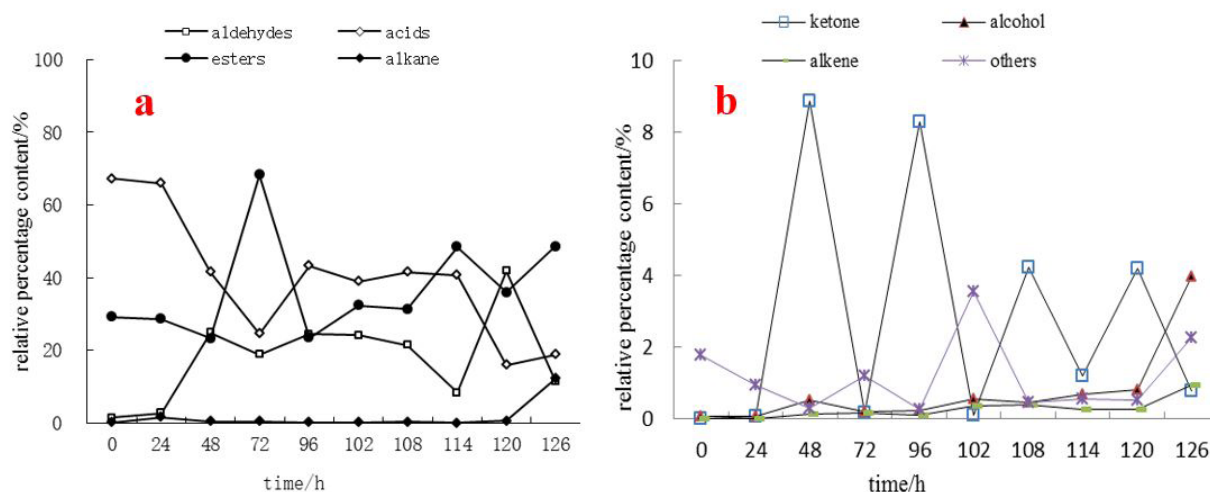 aldehydes acids
esters alkane
a
relative percentage content/%
100
80
60
40
20
0
0 24 48 72 96 102 108 114 120 126
time/h
ketone alcohol
alkene others
b
relative percentage content/%
10
8
6
4
2
0
0 24 48 72 96 102 108 114 120 126
time/h